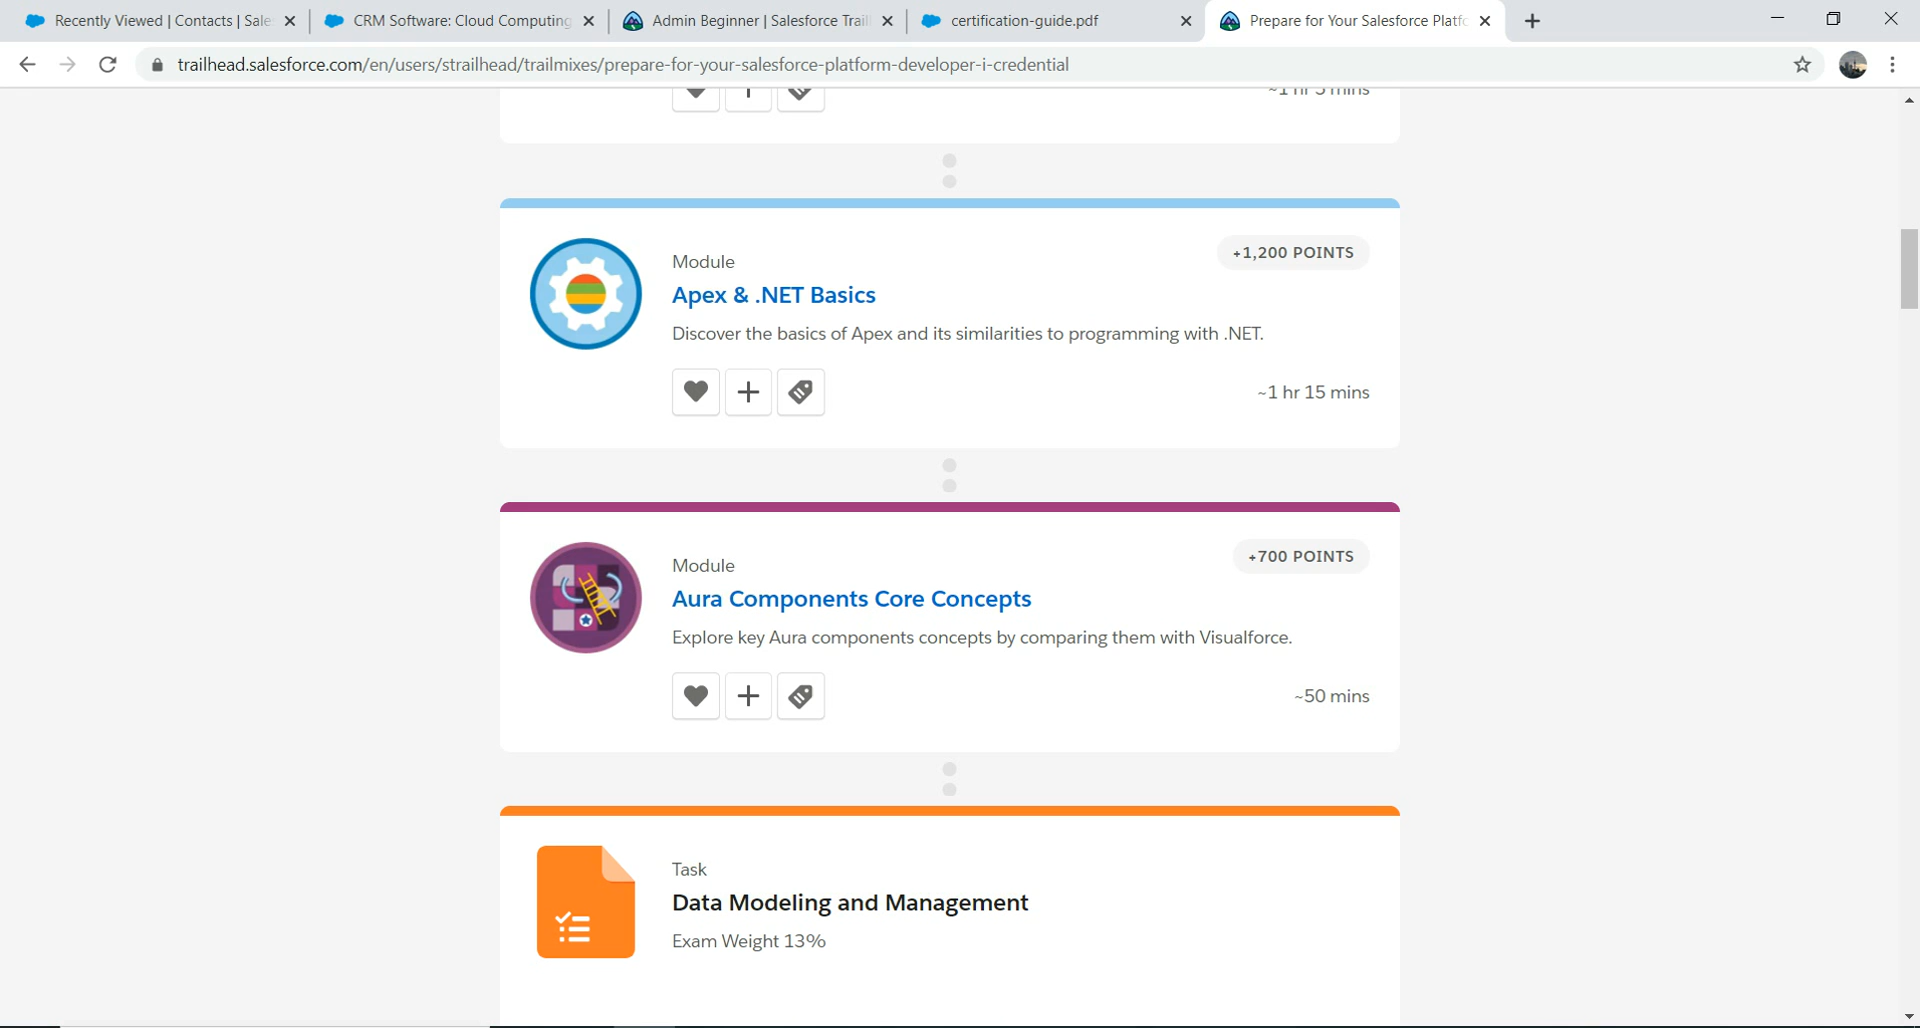 Recently Viewed | Contacts | Sale
CRM Software: Cloud Computing
Admin Beginner | Salesforce Trail
certification-guide.pdf
Prepare for Your Salesforce Platfo
trailhead.salesforce.com/en/users/strailhead/trailmixes/prepare-for-your-salesforce-platform-developer-i-credential
~1 hr 5 mins
Module
+1,200 POINTS
Apex & .NET Basics
Discover the basics of Apex and its similarities to programming with .NET.
~1 hr 15 mins
Module
+700 POINTS
Aura Components Core Concepts
Explore key Aura components concepts by comparing them with Visualforce.
~50 mins
Task
Data Modeling and Management
Exam Weight 13%